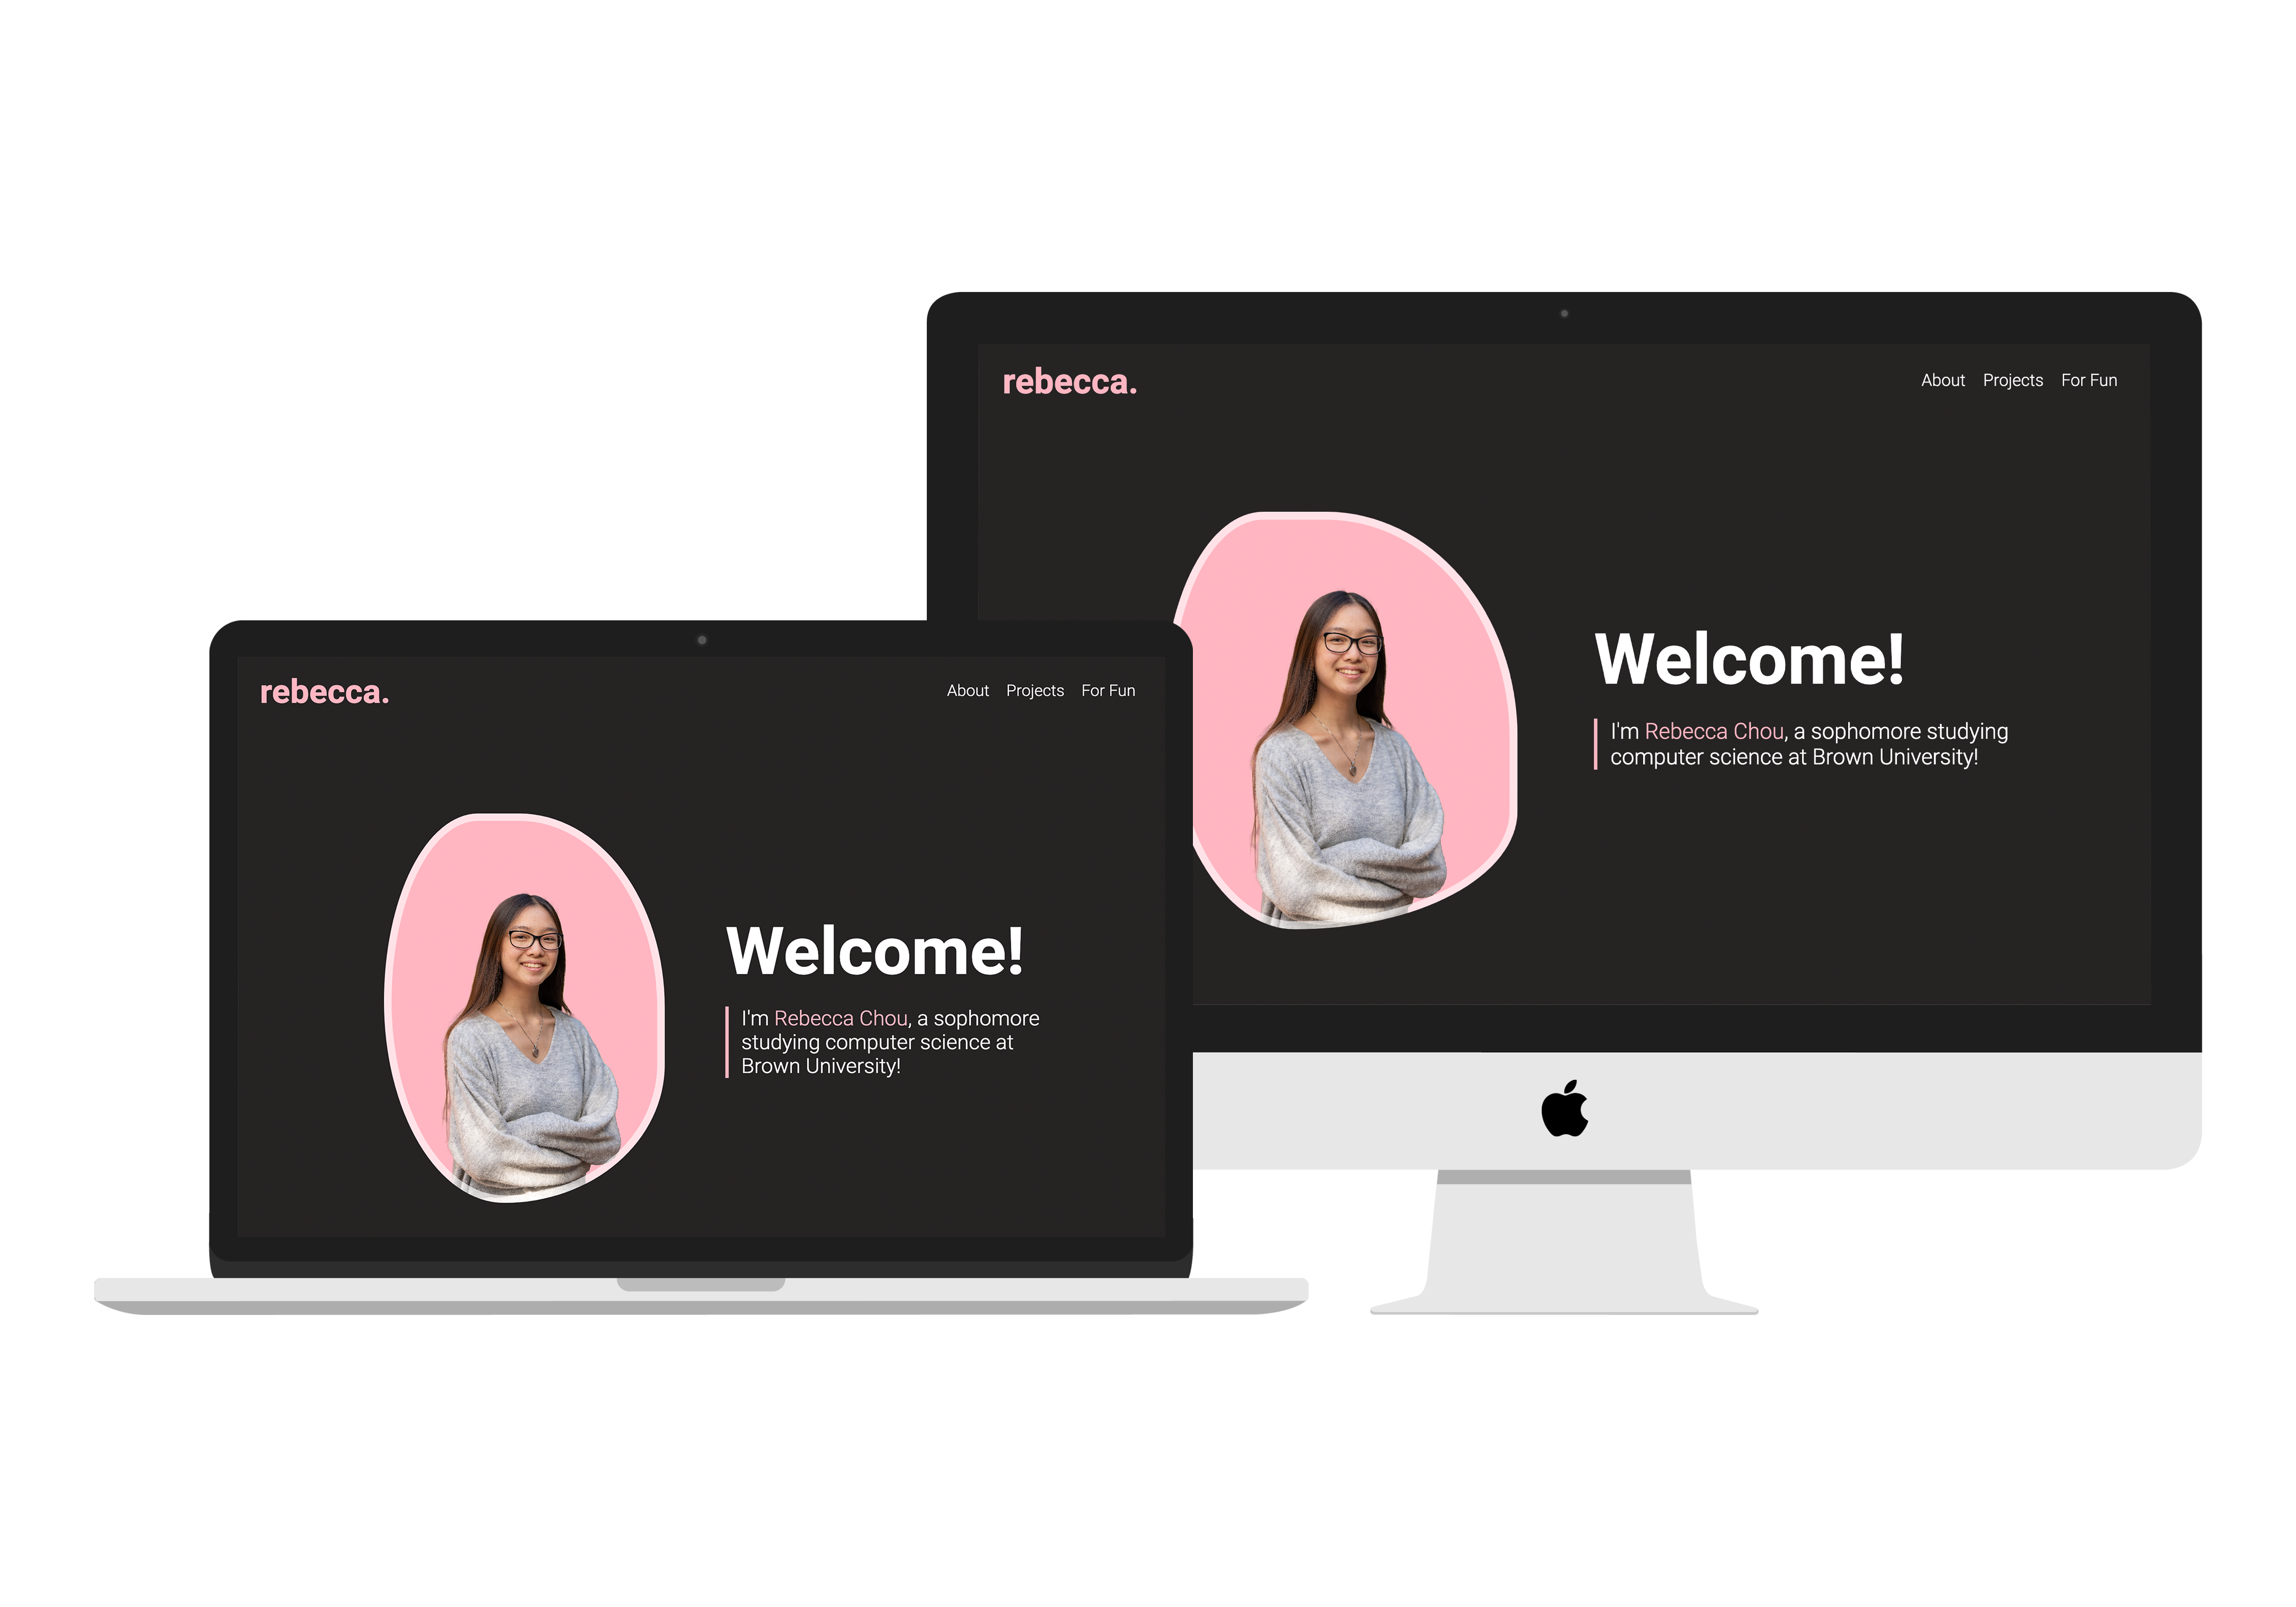 rebecca.
About Projects For Fun
Welcome!
I'm Rebecca Chou, a sophomore studying
computer science at Brown University!
rebecca.
About Projects For Fun
Welcome!
I'm Rebecca Chou, a sophomore
studying computer science at
Brown University!